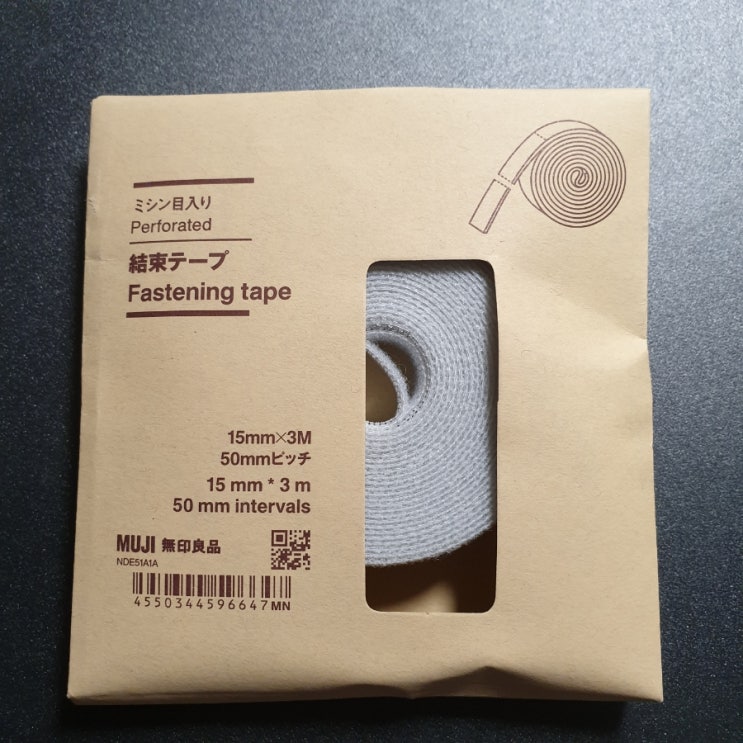 ミシン目入り
Perforated
結束テープ
Fastening tape
15mm×3M
50mmピッチ
15 mm * 3 m
50 mm intervals
MUJI 無印良品
NDE51A1A
4550344596647MN